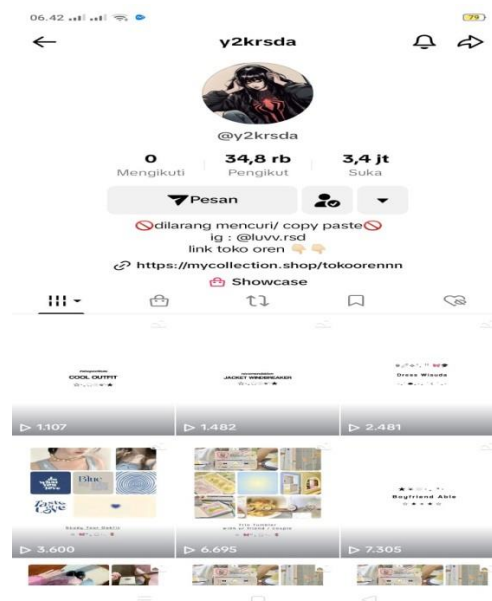 06.42
79
y2krsda
@y2krsda
0 34,8 rb 3,4 jt
Mengikuti Pengikut Suka
Pesan
🚫dilarang mencuri/ copy paste🚫
ig : @luvv.rsd
link toko oren 👇👇
https://mycollection.shop/tokoorennn
Showcase
COOL OUTFIT
JACKET WINDBREAKER
Dress Wisuda
1.107 1.482 2.481
Blue
Boyfriend Able
3.600 6.695 7.305